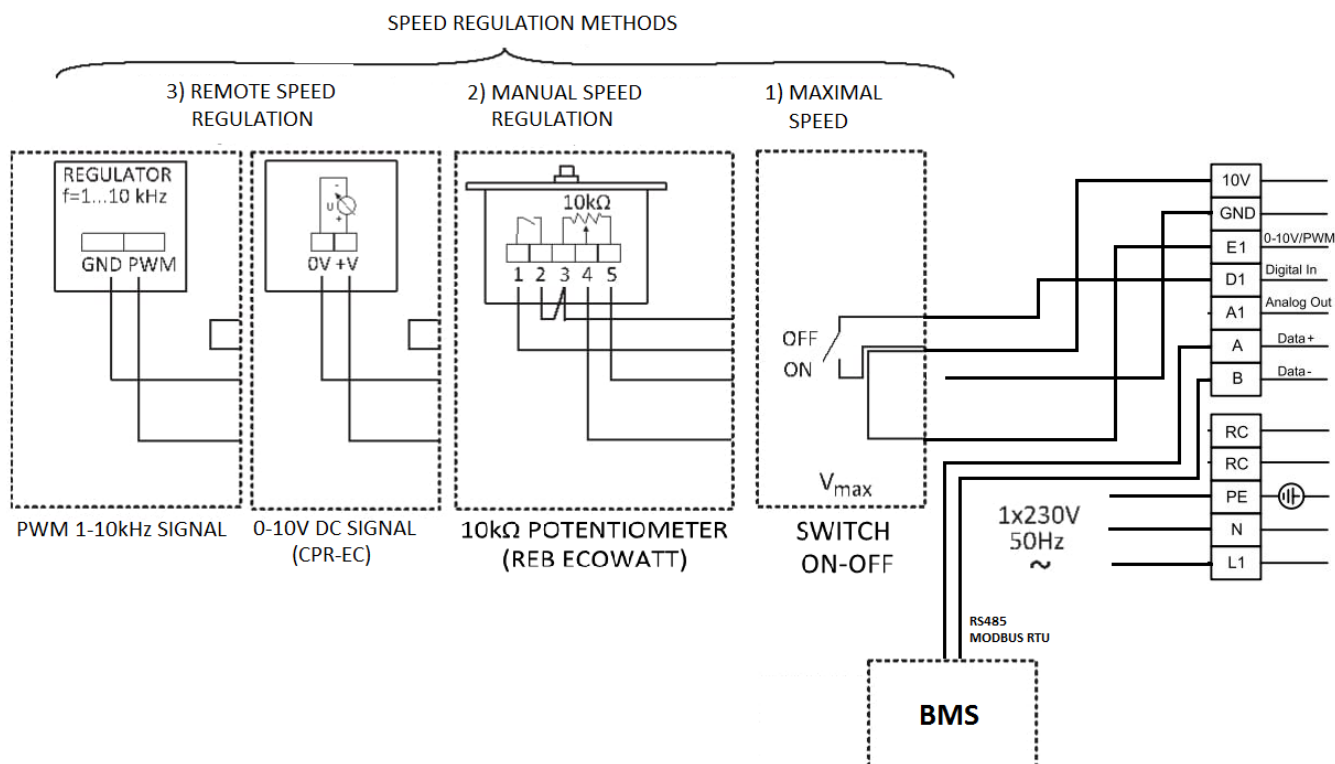 SPEED REGULATION METHODS
3) REMOTE SPEED
REGULATION
2) MANUAL SPEED
REGULATION
1) MAXIMAL
SPEED
REGULATOR
f=1...10 kHz
GND PWM
PWM 1-10kHz SIGNAL
-
U
+
0V +V
0-10V DC SIGNAL
(CPR-EC)
10kΩ
1 2 3 4 5
10kΩ POTENTIOMETER
(REB ECOWATT)
OFF
ON
Vmax
SWITCH
ON-OFF
10V
GND
E1 0-10V/PWM
D1 Digital In
A1 Analog Out
A Data+
B Data-
RC
RC
PE
N
L1
1x230V
50Hz
~
RS485
MODBUS RTU
BMS